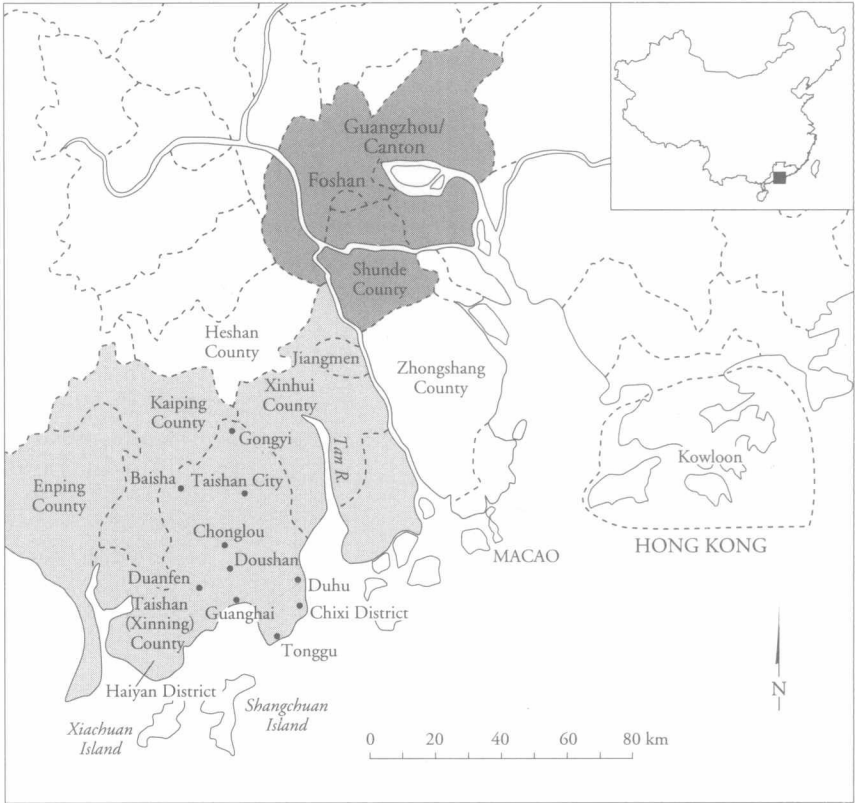 Guangzhou/
Canton
Foshan
Shunde
County
Heshan
County
Jiangmen
Zhongshang
County
Xinhui
County
Kaiping
County
Gongyi
Tan R.
Kowloon
Enping
County
Baisha
Taishan City
Chonglou
HONG KONG
MACAO
Doushan
Duanfen
Duhu
Taishan
(Xinning)
County
Guanghai
Chixi District
Tonggu
N
Haiyan District
Shangchuan
Island
Xiachuan
Island
0 20 40 60 80 km